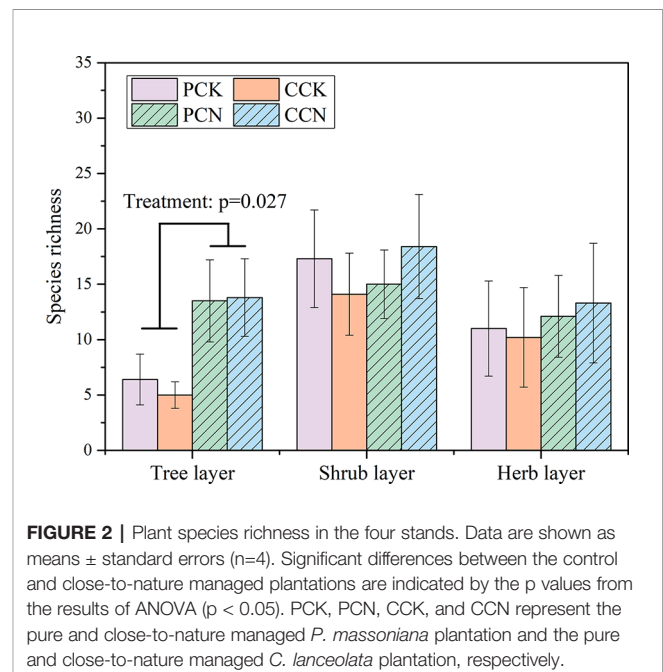 35
30
25
20
15
10
5
0
Species richness
PCK CCK
PCN CCN
Treatment: p=0.027
Tree layer Shrub layer Herb layer
FIGURE 2 | Plant species richness in the four stands. Data are shown as
means ± standard errors (n=4). Significant differences between the control
and close-to-nature managed plantations are indicated by the p values from
the results of ANOVA (p < 0.05). PCK, PCN, CCK, and CCN represent the
pure and close-to-nature managed P. massoniana plantation and the pure
and close-to-nature managed C. lanceolata plantation, respectively.